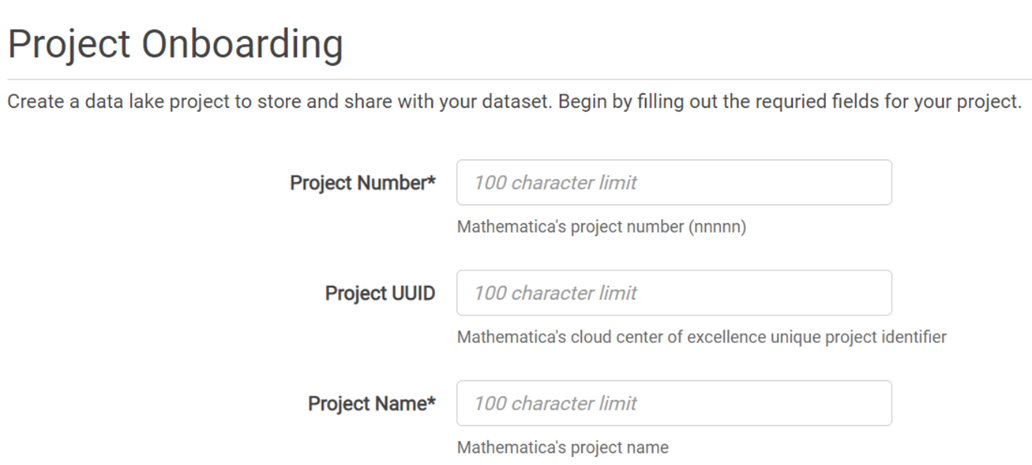 Project Onboarding
Create a data lake project to store and share with your dataset. Begin by filling out the requried fields for your project.
Project Number* 100 character limit
Mathematica's project number (nnnnn)
Project UUID 100 character limit
Mathematica's cloud center of excellence unique project identifier
Project Name* 100 character limit
Mathematica's project name